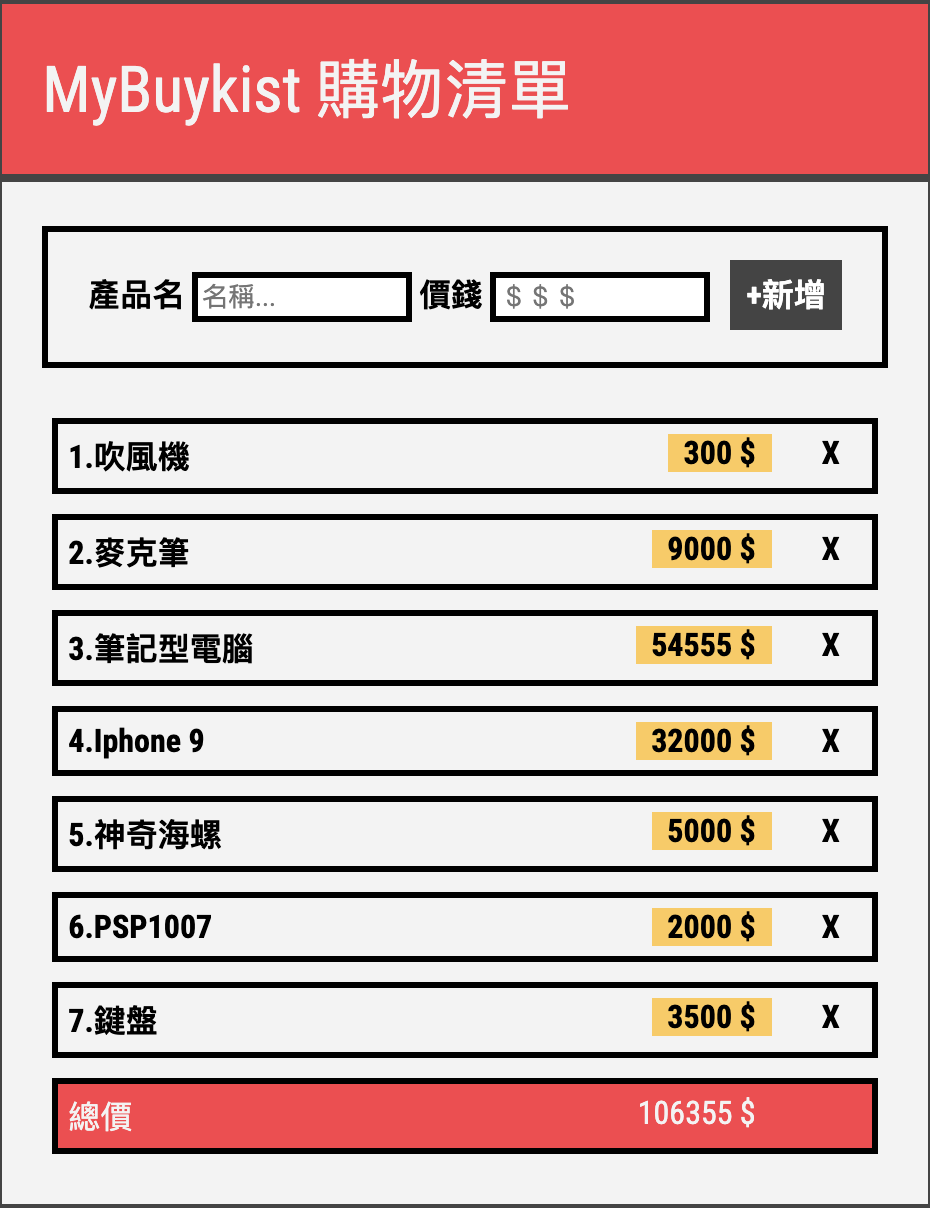 MyBuykist 購物清單
產品名 名稱... 價錢 $ $ $ +新增
1.吹風機 300 $ X
2.麥克筆 9000 $ X
3.筆記型電腦 54555 $ X
4.Iphone 9 32000 $ X
5.神奇海螺 5000 $ X
6.PSP1007 2000 $ X
7.鍵盤 3500 $ X
總價 106355 $